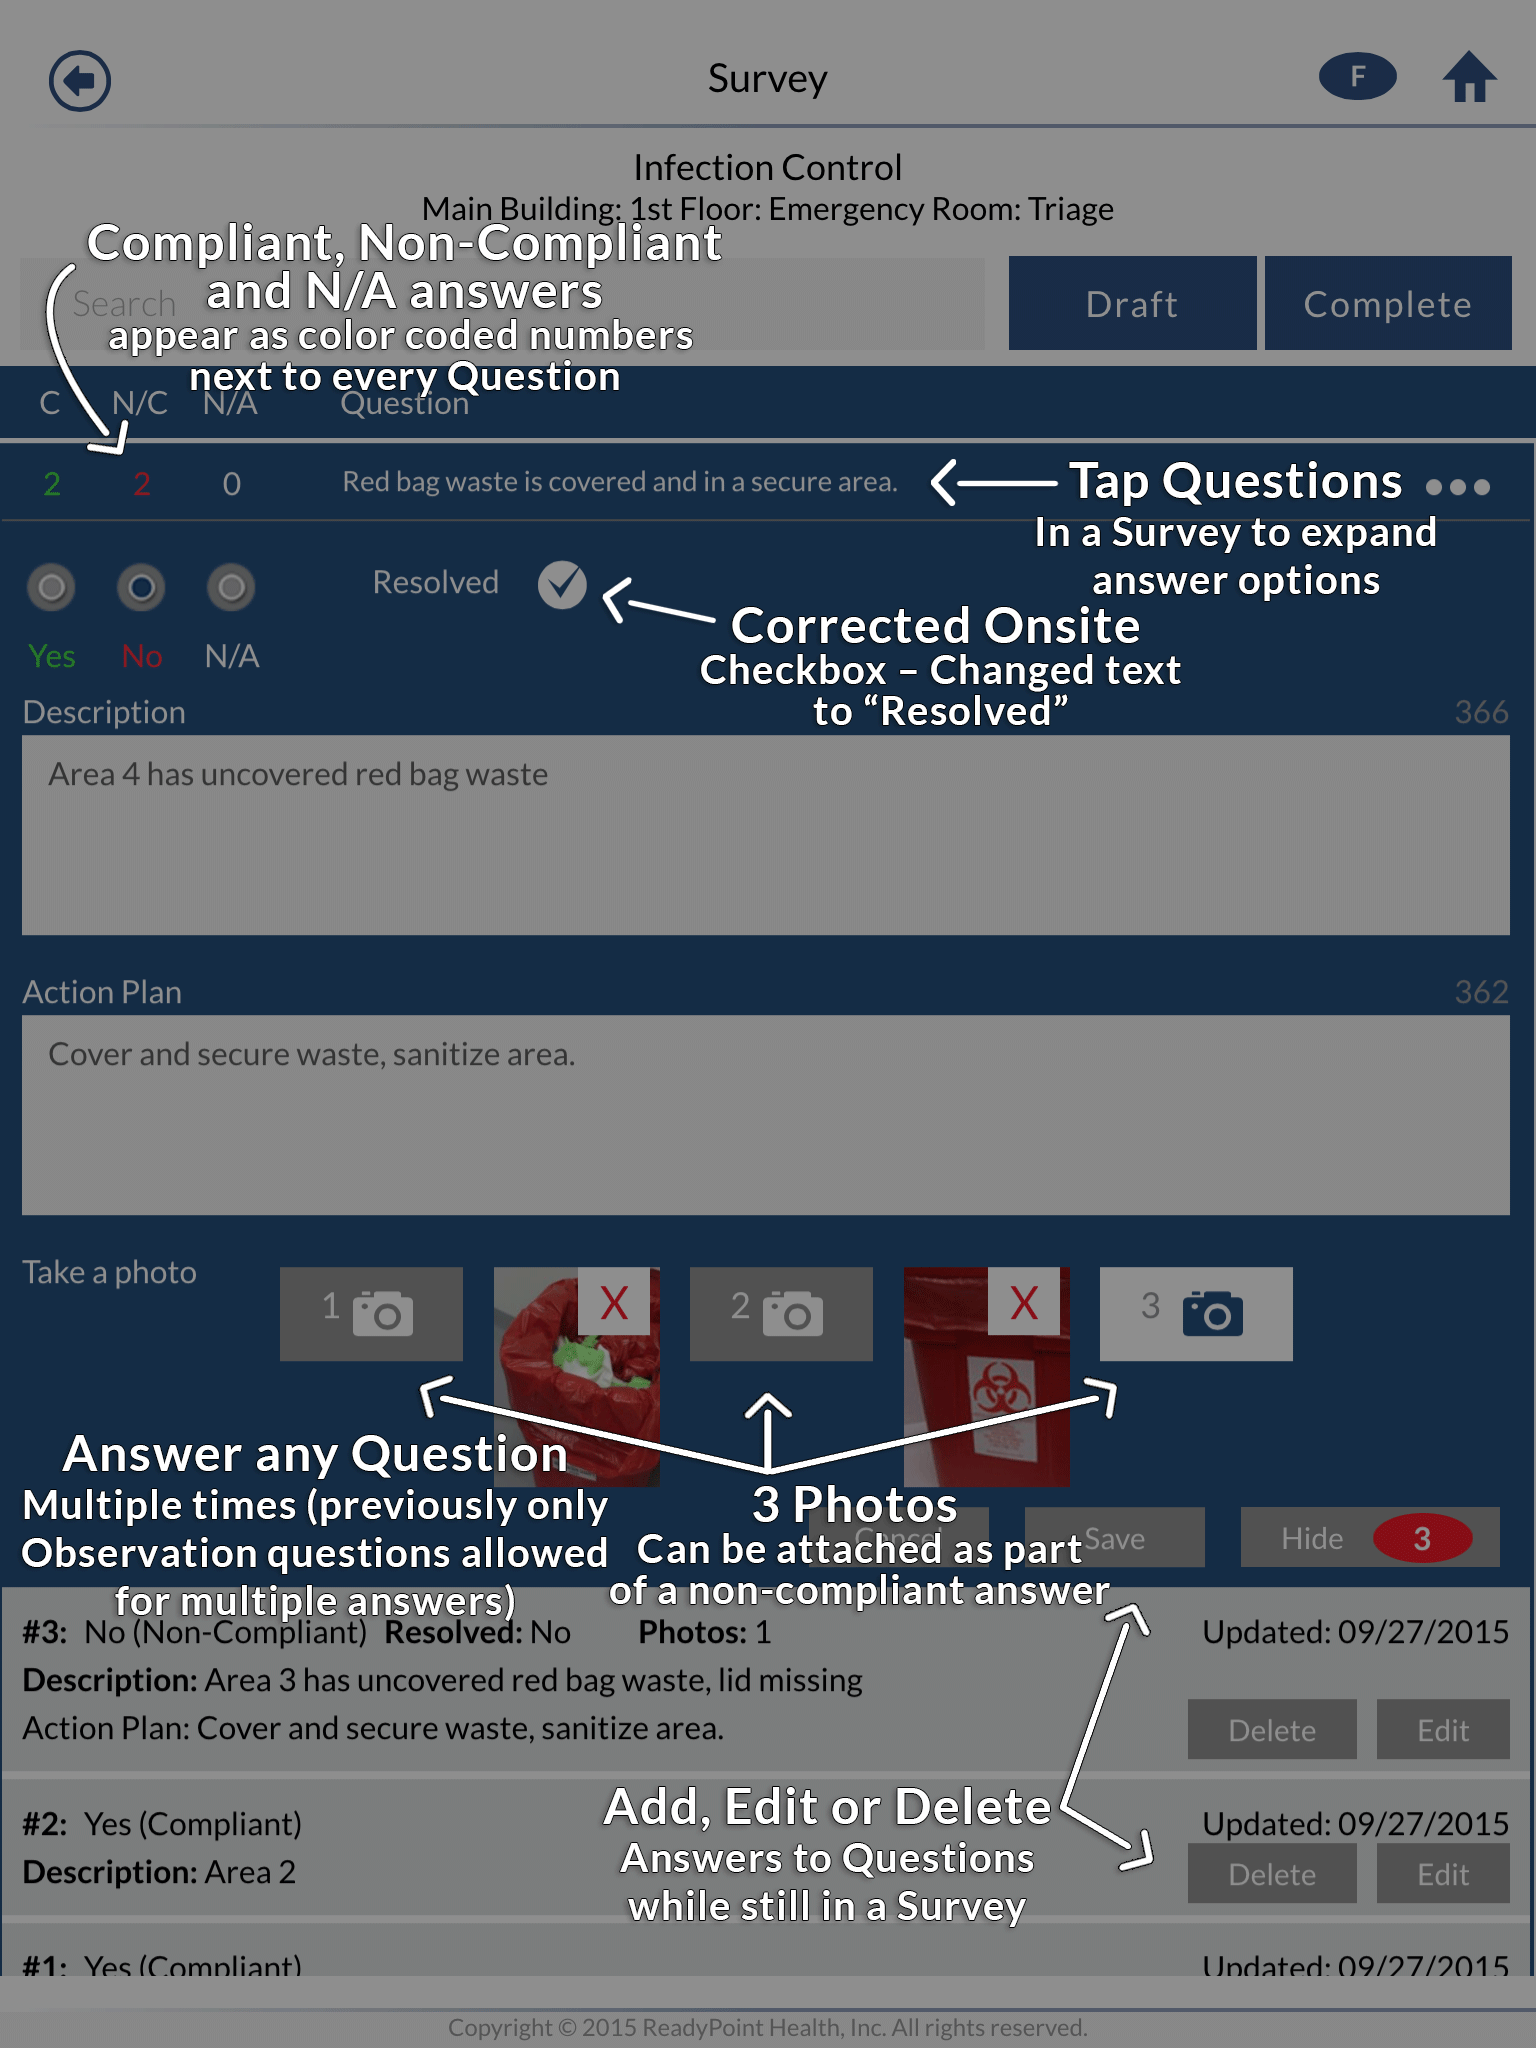 Survey
F
Infection Control
Main Building: 1st Floor: Emergency Room: Triage
Compliant, Non-Compliant
and N/A answers
appear as color coded numbers
next to every Question
Search
Draft
Complete
C N/C N/A Question
2 2 0 Red bag waste is covered and in a secure area.
Tap Questions
In a Survey to expand
answer options
Resolved
Corrected Onsite
Checkbox – Changed text
to “Resolved”
Yes No N/A
Description 366
Area 4 has uncovered red bag waste
Action Plan 362
Cover and secure waste, sanitize area.
Take a photo
1 X 2 X 3
Answer any Question
Multiple times (previously only
Observation questions allowed
for multiple answers)
3 Photos
Can be attached as part
of a non-compliant answer
Cancel Save Hide 3
#3: No (Non-Compliant) Resolved: No Photos: 1 Updated: 09/27/2015
Description: Area 3 has uncovered red bag waste, lid missing
Action Plan: Cover and secure waste, sanitize area.
Delete Edit
Add, Edit or Delete
Answers to Questions
while still in a Survey
#2: Yes (Compliant) Updated: 09/27/2015
Description: Area 2
Delete Edit
#1: Yes (Compliant) Updated: 09/27/2015
Copyright © 2015 ReadyPoint Health, Inc. All rights reserved.